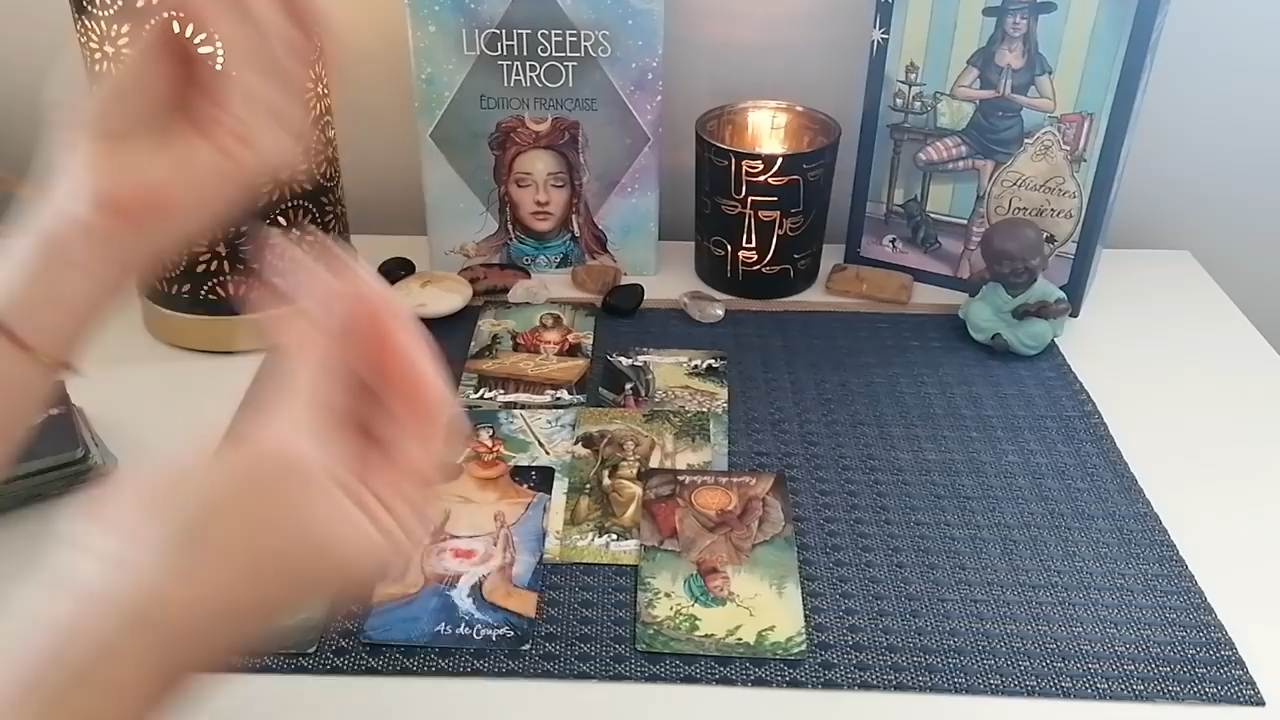 LIGHT SEER'S
TAROT
ÉDITION FRANÇAISE
Histoires
de Sorcières
As de Coupes